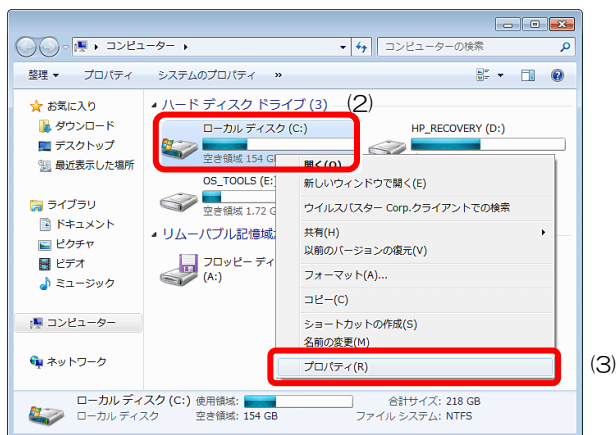 コンピューター
コンピューターの検索
整理 プロパティ システムのプロパティ »
お気に入り
ダウンロード
デスクトップ
最近表示した場所
ライブラリ
ドキュメント
ピクチャ
ビデオ
ミュージック
コンピューター
ネットワーク
ハード ディスク ドライブ (3)
(2)
ローカル ディスク (C:)
空き領域 154 G
HP_RECOVERY (D:)
OS_TOOLS (E:
空き領域 1.72 G
リムーバブル記憶域
フロッピー ディ
(A:)
開く(O)
新しいウィンドウで開く(E)
ウイルスバスター Corp.クライアントでの検索
共有(H)
以前のバージョンの復元(V)
フォーマット(A)...
コピー(C)
ショートカットの作成(S)
名前の変更(M)
プロパティ(R)
(3)
ローカル ディスク (C:) 使用領域: 合計サイズ: 218 GB
ローカル ディスク 空き領域: 154 GB ファイル システム: NTFS